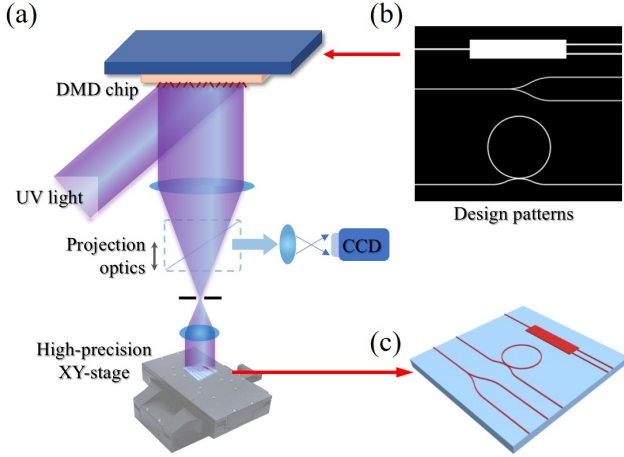 (a)
(b)
DMD chip
UV light
Design patterns
Projection
optics
CCD
(c)
High-precision
XY-stage